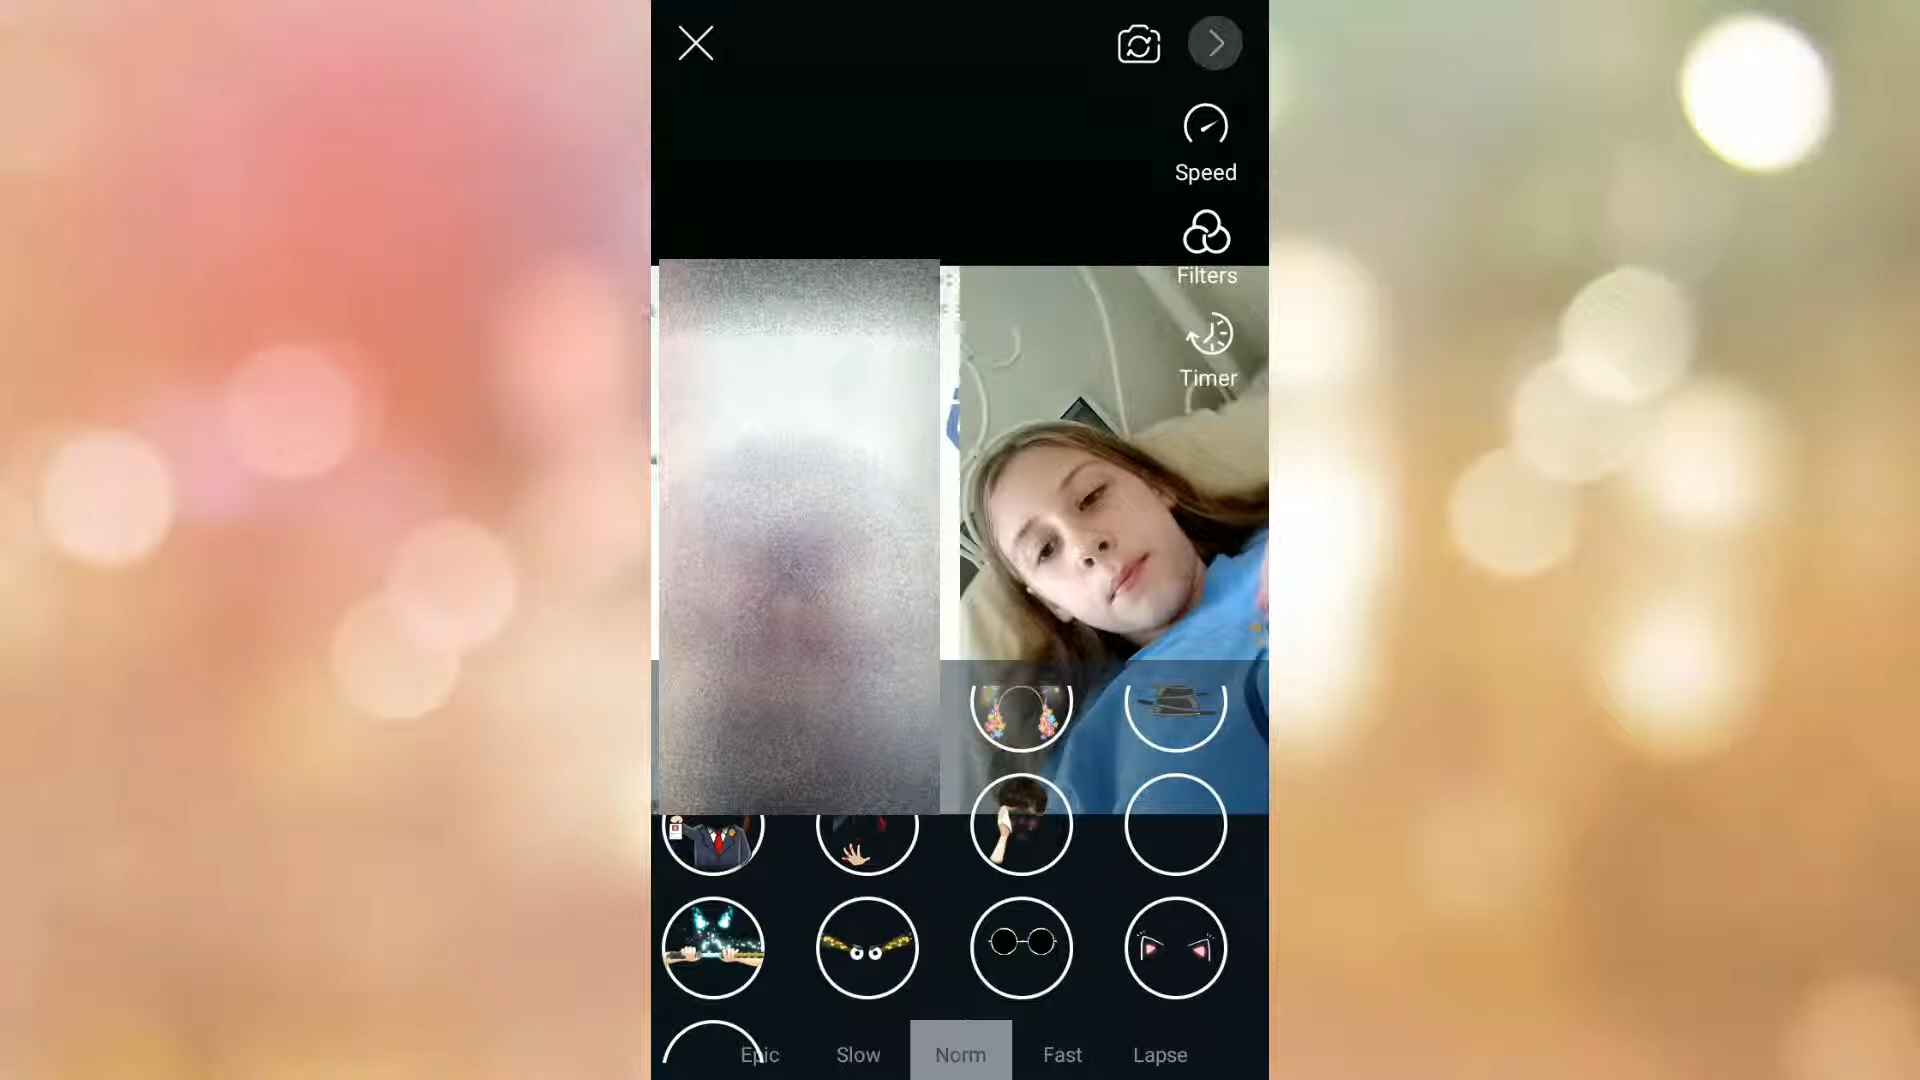 Speed
Filters
Timer
Epic
Slow
Norm
Fast
Lapse